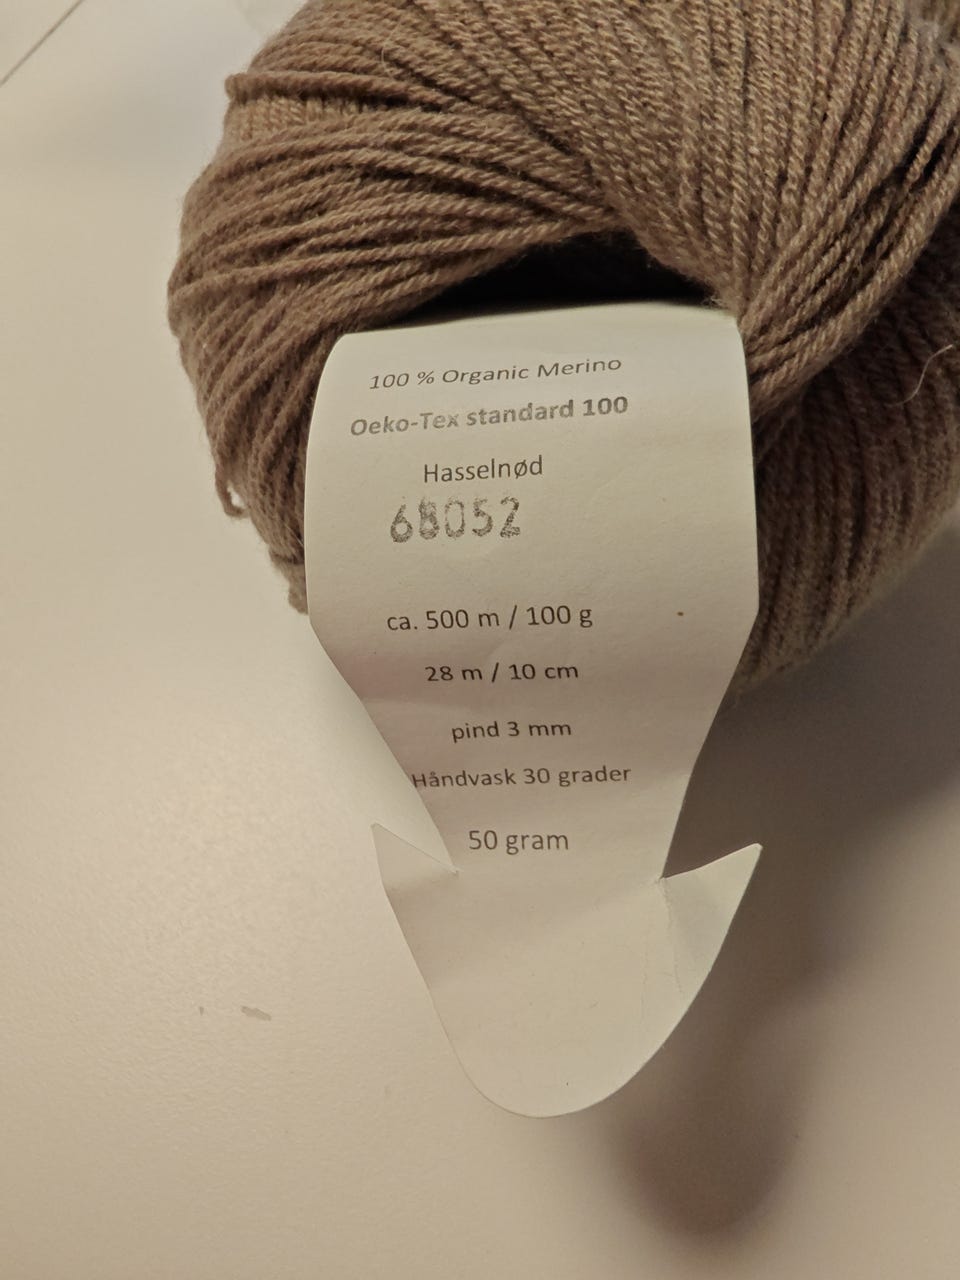 100 % Organic Merino
Oeko-Tex standard 100
Hasselnød
68052
ca. 500 m / 100 g
28 m / 10 cm
pind 3 mm
Håndvask 30 grader
50 gram